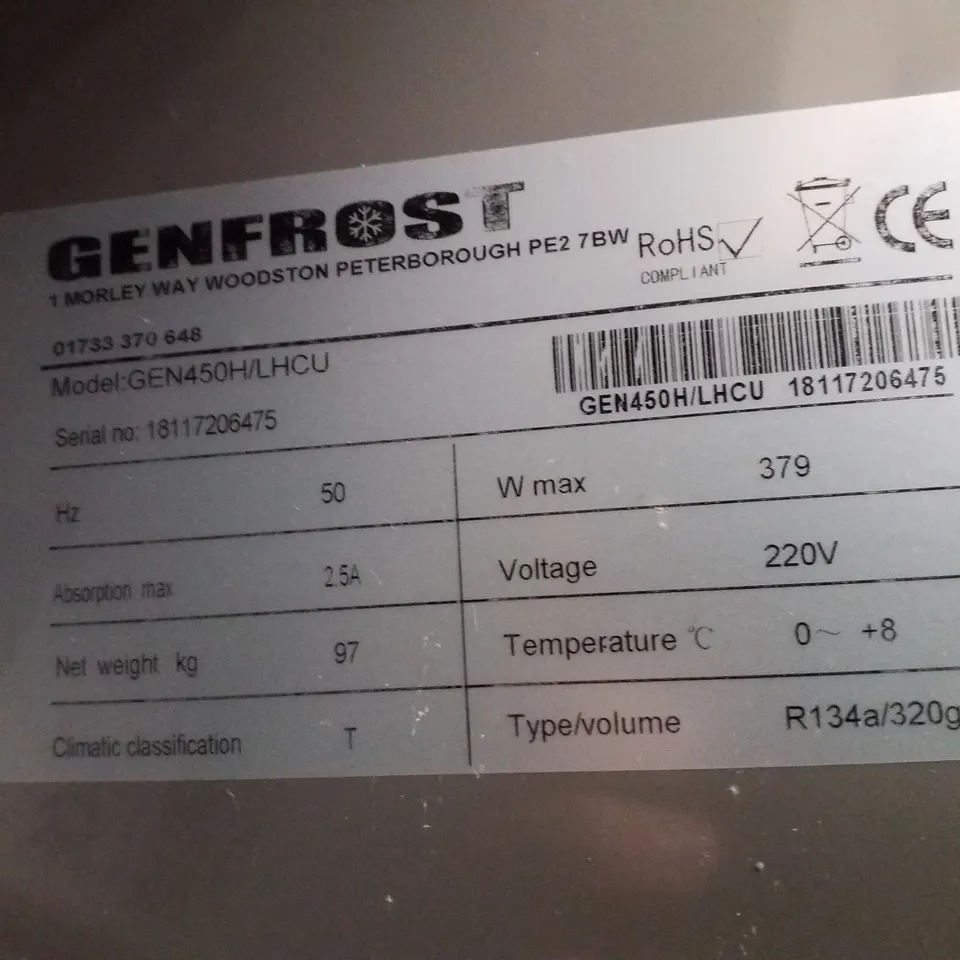 GENFROST
1 MORLEY WAY WOODSTON PETERBOROUGH PE2 7BW
RoHS
COMPLIANT
CE
01733 370 648
Model:GEN450H/LHCU
GEN450H/LHCU 18117206475
Serial no: 18117206475
Hz 50 W max 379
Absorption max 2.5A Voltage 220V
Net weight kg 97 Temperature ℃ 0~ +8
Climatic classification T Type/volume R134a/320g